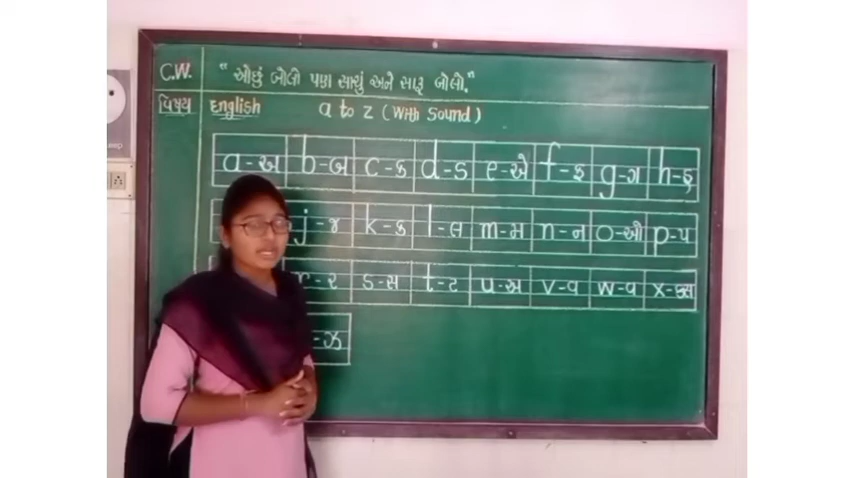 C.W. "ઓછું બોલો પણ સાચું અને સારૂ બોલો."
વિષય English a to z (With Sound)
a-અ b-બ c-ક d-ડ e-એ f-ફ g-ગ h-હ
j-જ k-ક l-લ m-મ n-ન o-ઓ p-પ
r-ર s-સ t-ટ u-અ v-વ w-વ x-ક્સ
-ઝ